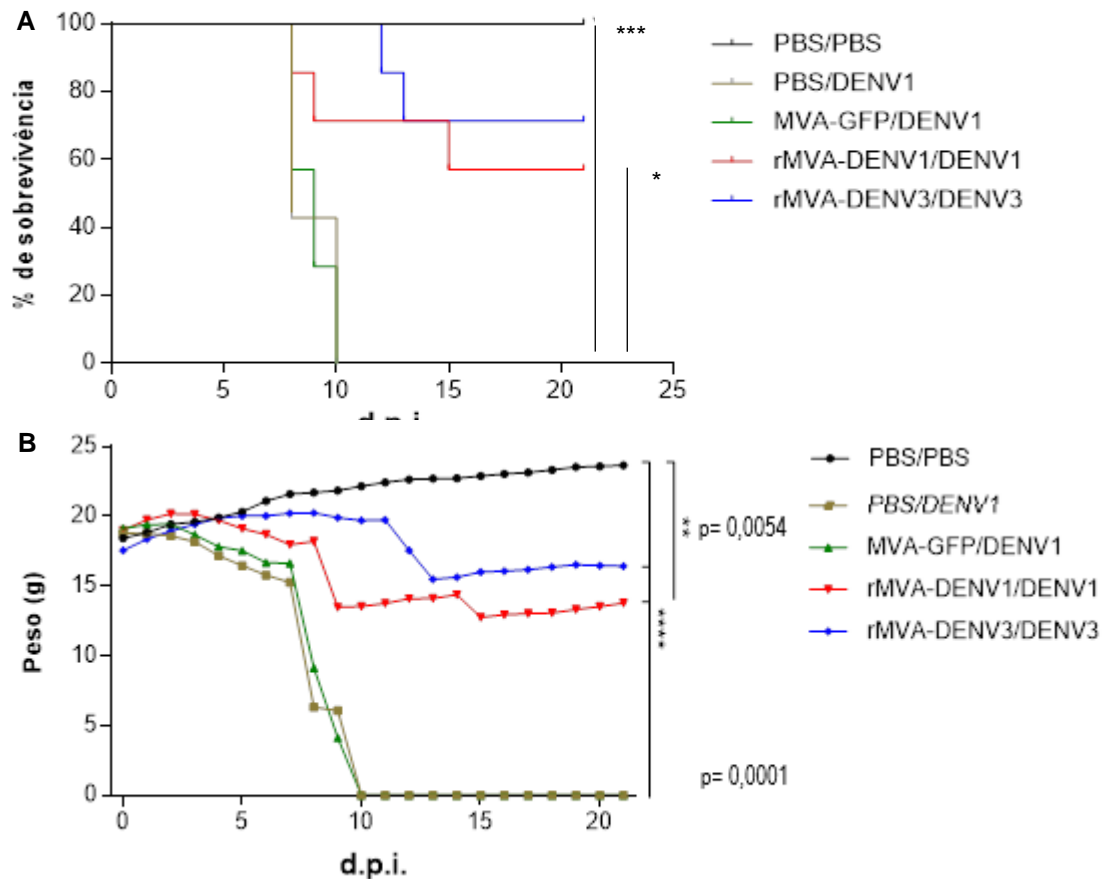 A
% de sobrevivência
100
80
60
40
20
0
0 5 10 15 20 25
d.p.i.
***
*
PBS/PBS
PBS/DENV1
MVA-GFP/DENV1
rMVA-DENV1/DENV1
rMVA-DENV3/DENV3
B
Peso (g)
25
20
15
10
5
0
0 5 10 15 20
d.p.i.
** p= 0,0054
****
p= 0,0001
PBS/PBS
PBS/DENV1
MVA-GFP/DENV1
rMVA-DENV1/DENV1
rMVA-DENV3/DENV3